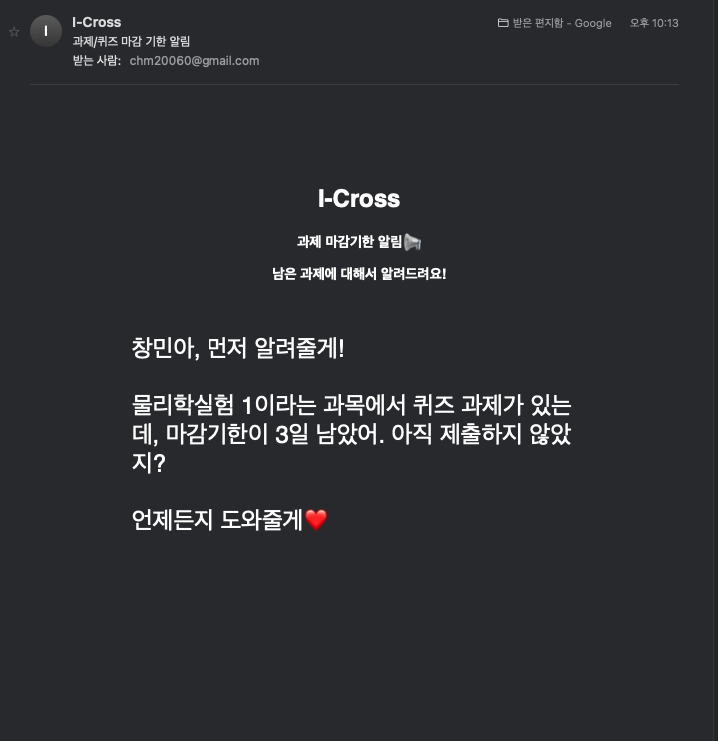 I
I-Cross
받은 편지함 - Google
오후 10:13
과제/퀴즈 마감 기한 알림
받는 사람: chm20060@gmail.com
I-Cross
과제 마감기한 알림📢
남은 과제에 대해서 알려드려요!
창민아, 먼저 알려줄게!
물리학실험 1이라는 과목에서 퀴즈 과제가 있는
데, 마감기한이 3일 남았어. 아직 제출하지 않았
지?
언제든지 도와줄게❤️